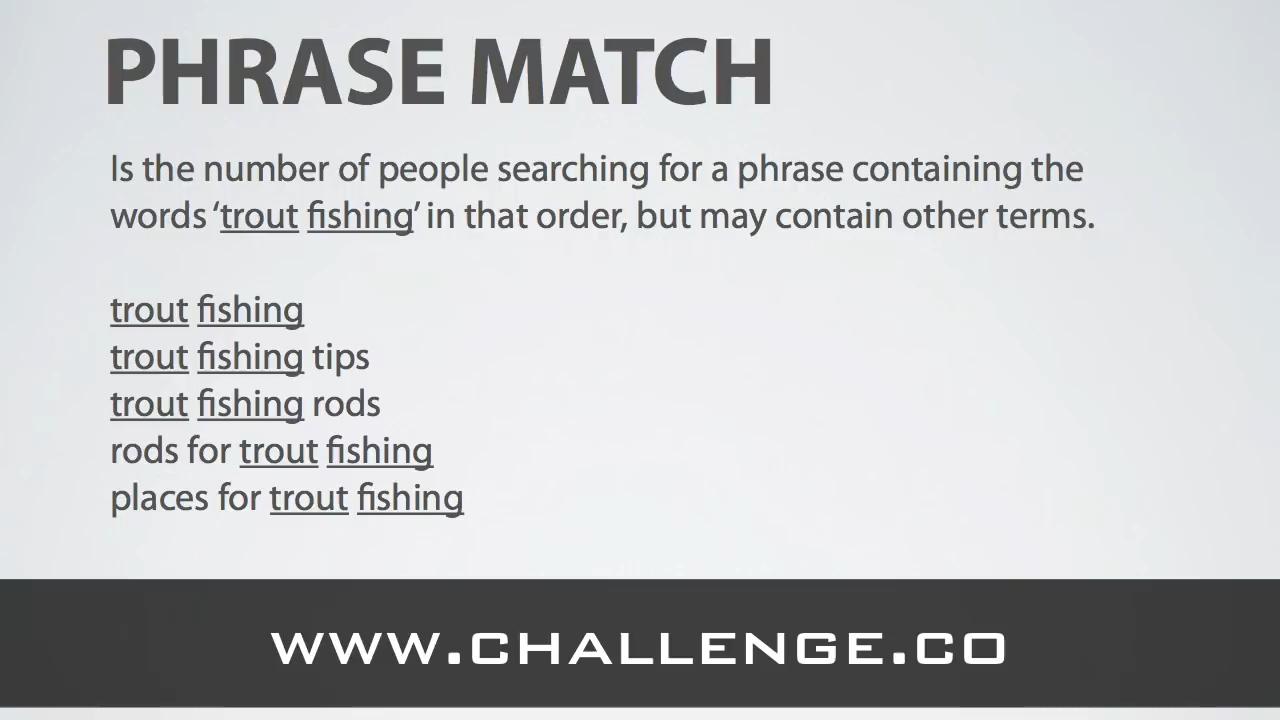 PHRASE MATCH
Is the number of people searching for a phrase containing the
words ‘trout fishing’ in that order, but may contain other terms.
trout fishing
trout fishing tips
trout fishing rods
rods for trout fishing
places for trout fishing
WWW.CHALLENGE.CO